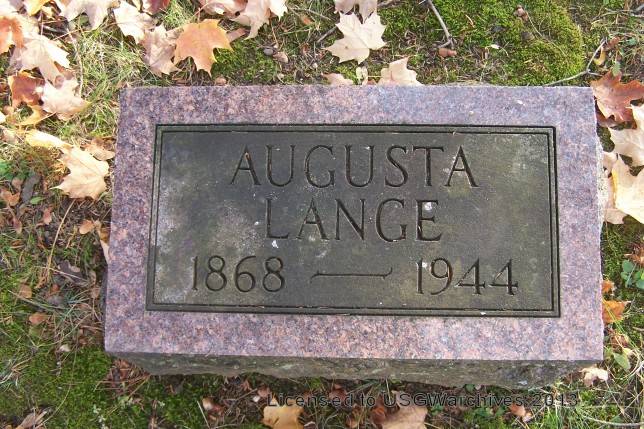 AUGUSTA
LANGE
1868 — 1944
Licensed to USGWarchives 2013